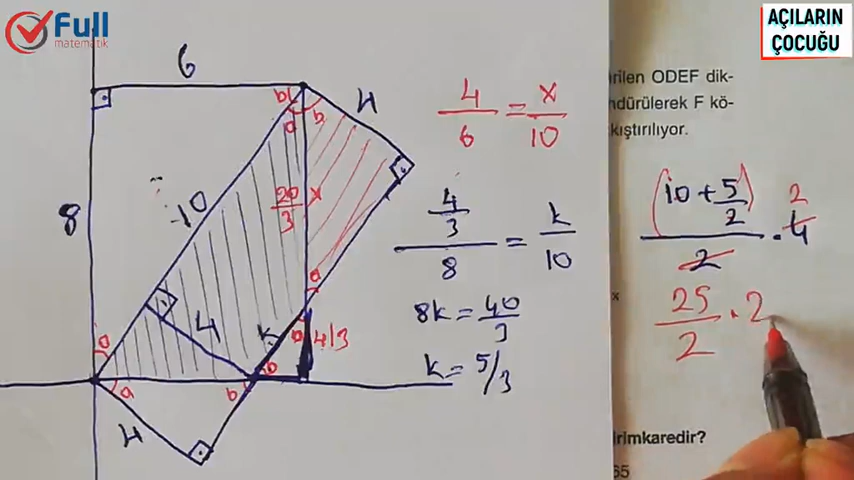 Full
matematik
AÇILARIN
ÇOCUĞU
6
8
10
4
4
4
20/3 x
4/3
k
a
a
a
a
b
b
b
4/6 = x/10
4/3/8 = k/10
8k = 40/3
k = 5/3
rilen ODEF dik-
ndürülerek F kö-
kıştırılıyor.
(10 + 5/2)/2 . 4 2
25/2 . 2
irimkaredir?
65